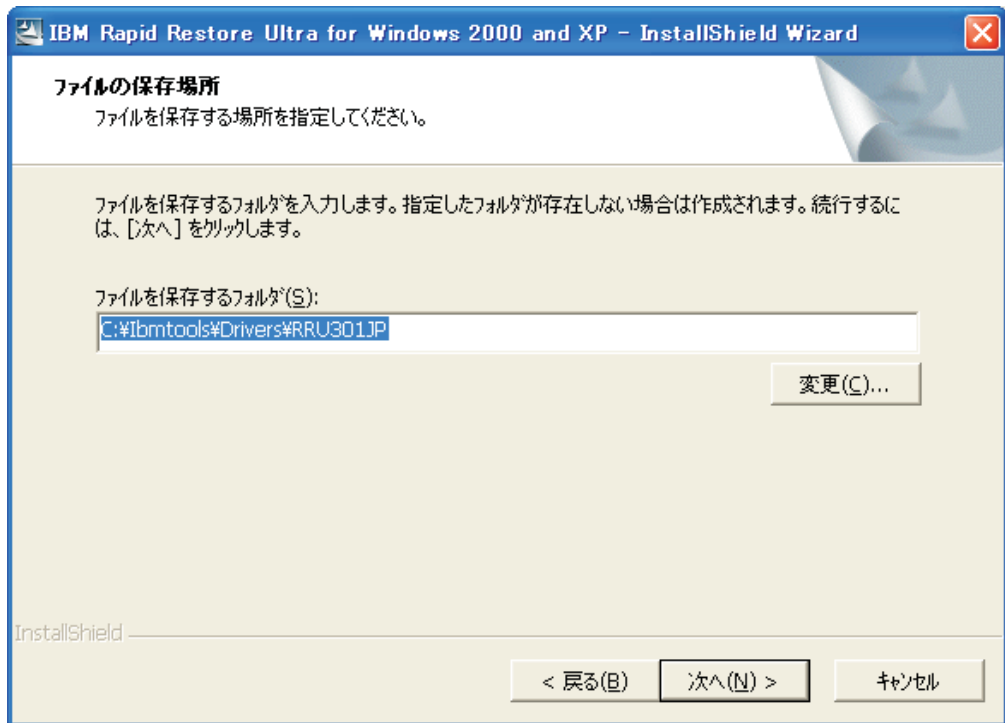 IBM Rapid Restore Ultra for Windows 2000 and XP - InstallShield Wizard
ファイルの保存場所
ファイルを保存する場所を指定してください。
ファイルを保存するフォルダを入力します。指定したフォルダが存在しない場合は作成されます。続行するに
は、[次へ] をクリックします。
ファイルを保存するフォルダ(S):
C:¥Ibmtools¥Drivers¥RRU301JP
変更(C)...
InstallShield
< 戻る(B)
次へ(N) >
キャンセル